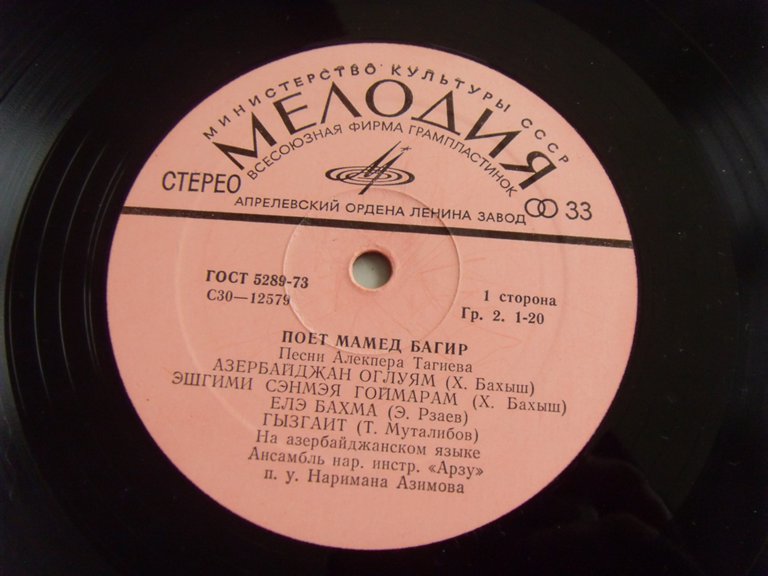 МИНИСТЕРСТВО КУЛЬТУРЫ СССР
МЕЛОДИЯ
ВСЕСОЮЗНАЯ ФИРМА ГРАМПЛАСТИНОК
СТЕРЕО
АПРЕЛЕВСКИЙ ОРДЕНА ЛЕНИНА ЗАВОД
33
ГОСТ 5289-73
С30—12579
1 сторона
Гр. 2. 1-20
ПОЕТ МАМЕД БАГИР
Песни Алекпера Тагиева
АЗЕРБАЙДЖАН ОГЛУЯМ (Х. Бахыш)
ЭШГИМИ СЭНМЭЯ ГОЙМАРАМ (Х. Бахыш)
ЕЛЭ БАХМА (Э. Рзаев)
ГЫЗГАИТ (Т. Муталибов)
На азербайджанском языке
Ансамбль нар. инстр. «Арзу»
п. у. Наримана Азимова